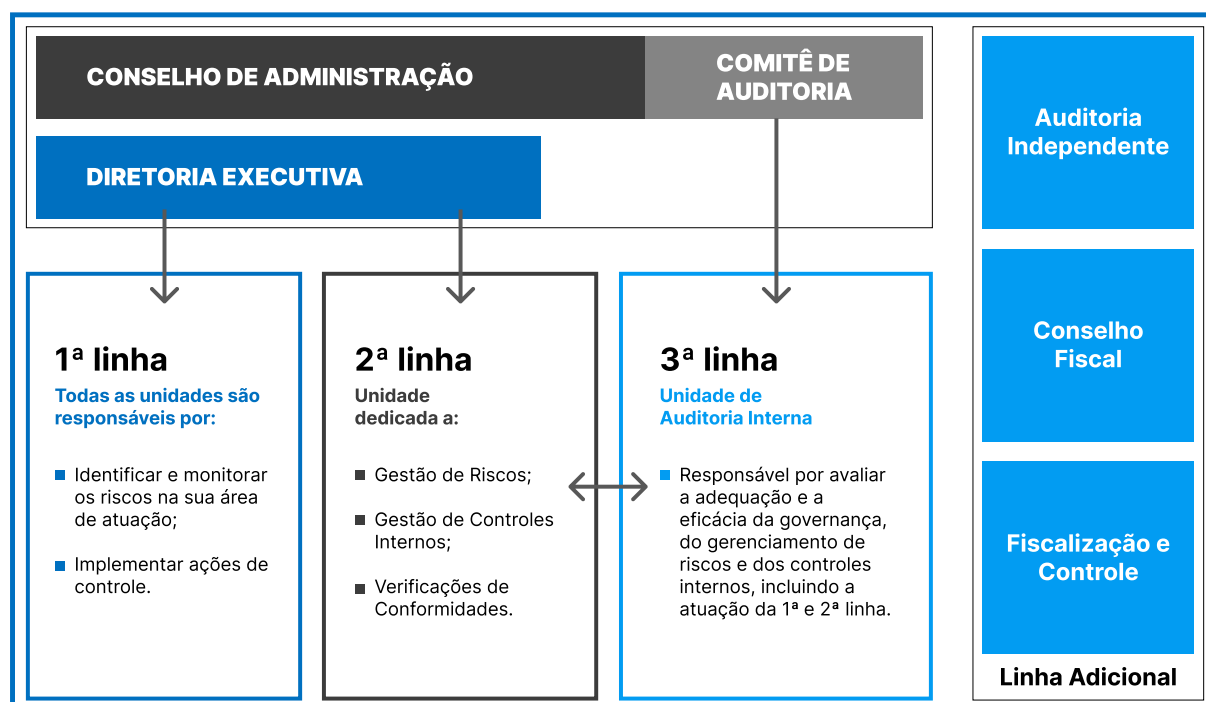 CONSELHO DE ADMINISTRAÇÃO
COMITÊ DE
AUDITORIA
DIRETORIA EXECUTIVA
1ª linha
Todas as unidades são
responsáveis por:
Identificar e monitorar
os riscos na sua área
de atuação;
Implementar ações de
controle.
2ª linha
Unidade
dedicada a:
Gestão de Riscos;
Gestão de Controles
Internos;
Verificações de
Conformidades.
3ª linha
Unidade de
Auditoria Interna
Responsável por avaliar
a adequação e a
eficácia da governança,
do gerenciamento de
riscos e dos controles
internos, incluindo a
atuação da 1ª e 2ª linha.
Auditoria
Independente
Conselho
Fiscal
Fiscalização e
Controle
Linha Adicional